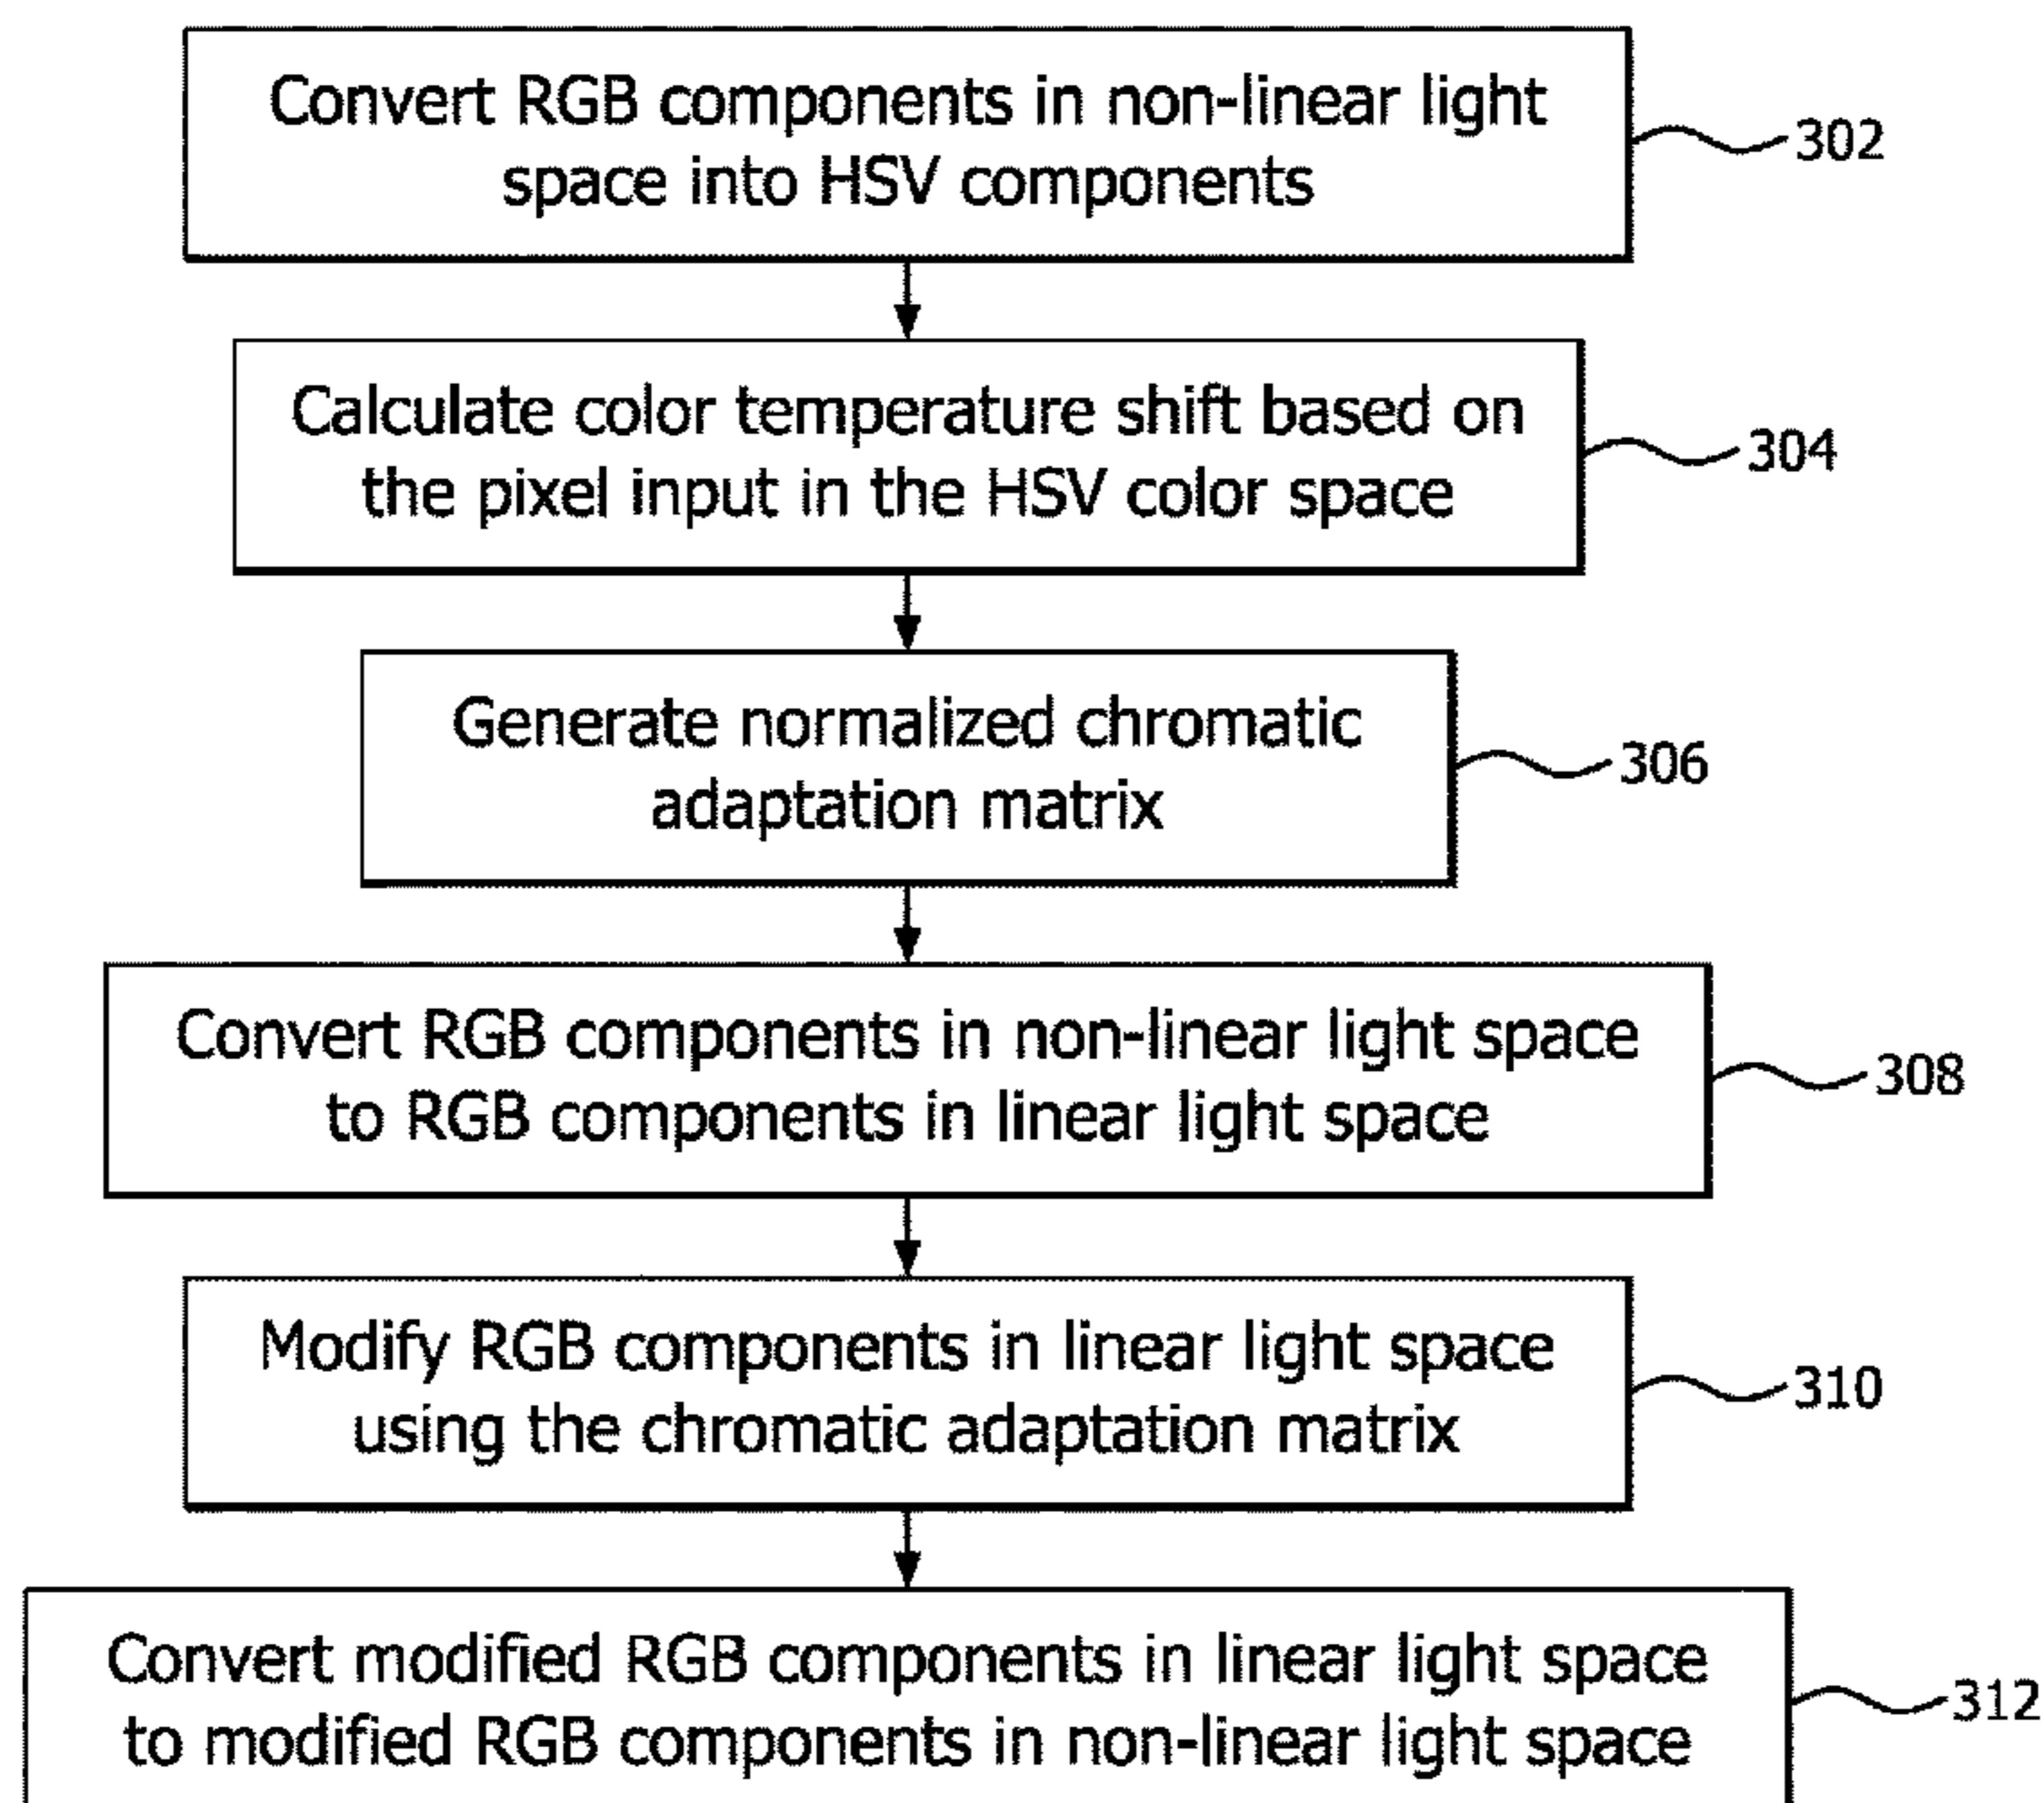 Convert RGB components in non-linear light
space into HSV components
302
Calculate color temperature shift based on
the pixel input in the HSV color space
304
Generate normalized chromatic
adaptation matrix
306
Convert RGB components in non-linear light space
to RGB components in linear light space
308
Modify RGB components in linear light space
using the chromatic adaptation matrix
310
Convert modified RGB components in linear light space
to modified RGB components in non-linear light space
312